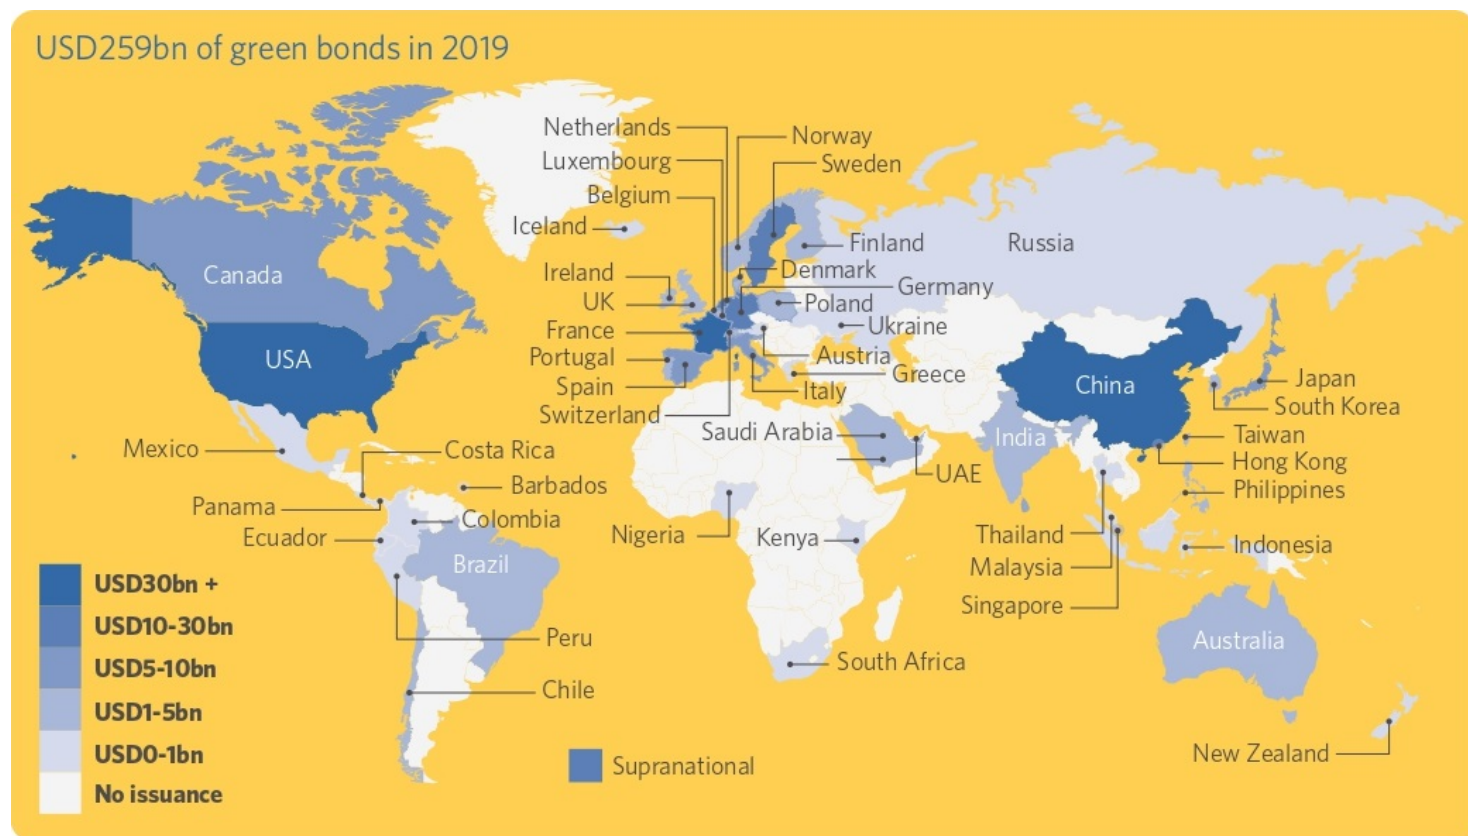 USD259bn of green bonds in 2019
Netherlands
Norway
Luxembourg
Sweden
Belgium
Iceland
Finland
Russia
Canada
Ireland
Denmark
Germany
UK
Poland
France
Ukraine
USA
Portugal
Austria
Spain
Greece
Italy
China
Japan
Switzerland
South Korea
Saudi Arabia
India
Taiwan
Mexico
Costa Rica
Hong Kong
UAE
Barbados
Philippines
Panama
Colombia
Nigeria
Kenya
Thailand
Ecuador
Indonesia
Brazil
Malaysia
Singapore
Peru
Australia
South Africa
Chile
New Zealand
USD30bn +
USD10-30bn
USD5-10bn
USD1-5bn
USD0-1bn
No issuance
Supranational